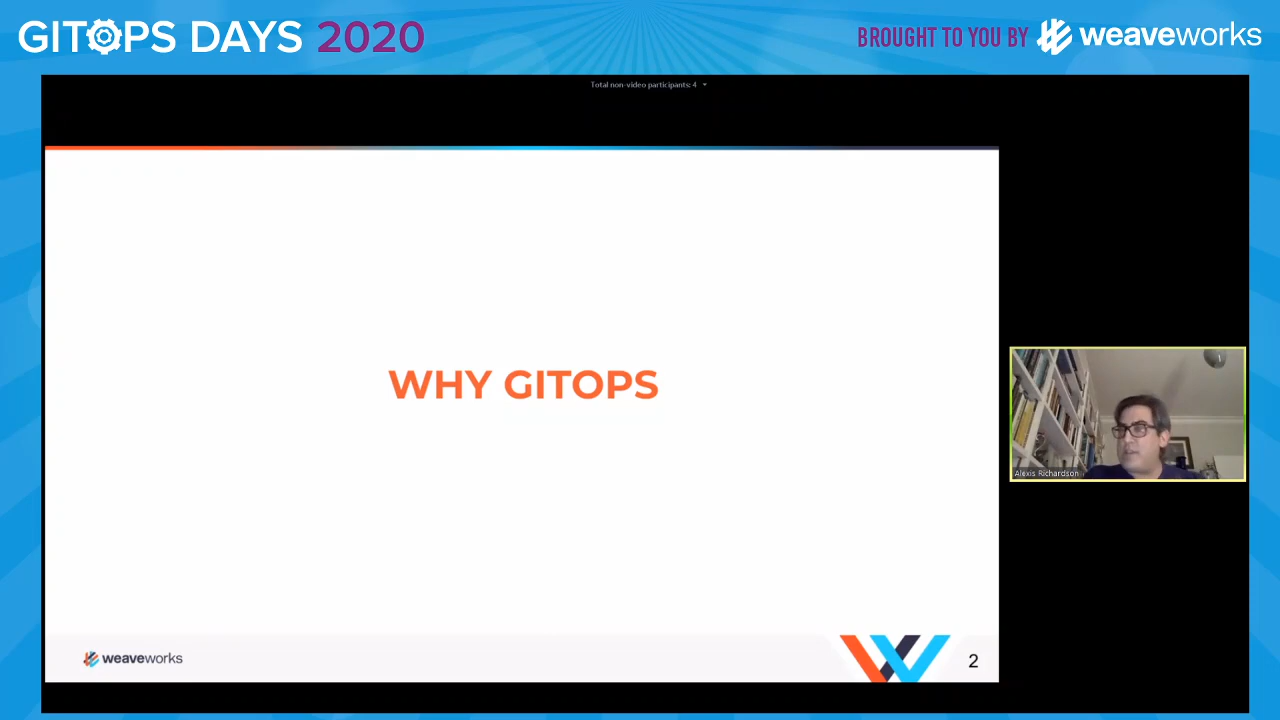 GITOPS DAYS 2020
BROUGHT TO YOU BY weaveworks
Total non-video participants: 4
WHY GITOPS
Alexis Richardson
weaveworks
2